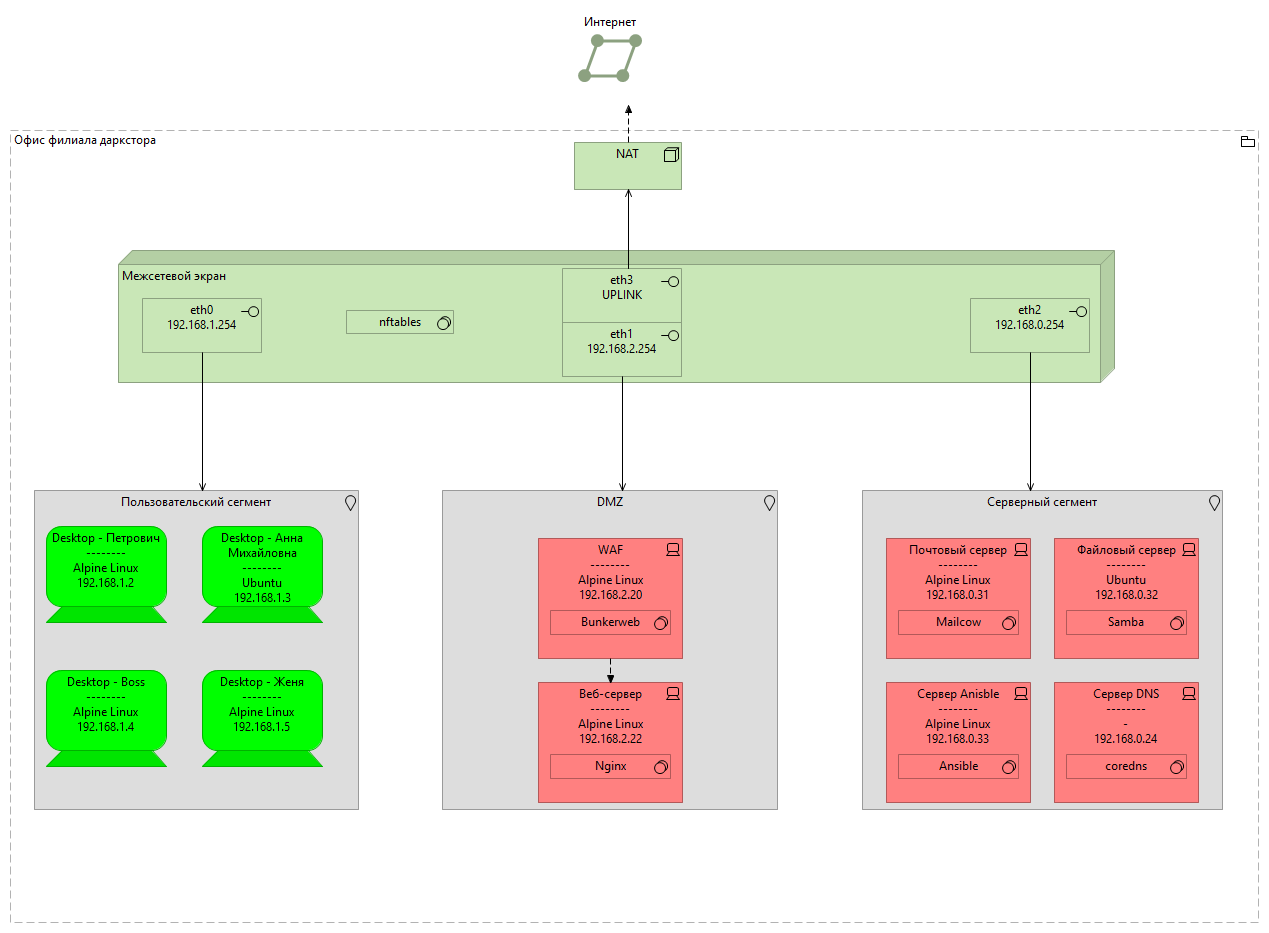 Интернет
Офис филиала даркстора
NAT
Межсетевой экран
eth0
192.168.1.254
nftables
eth3
UPLINK
eth1
192.168.2.254
eth2
192.168.0.254
Пользовательский сегмент
Desktop - Петрович
--------
Alpine Linux
192.168.1.2
Desktop - Анна
Михайловна
--------
Ubuntu
192.168.1.3
Desktop - Boss
--------
Alpine Linux
192.168.1.4
Desktop - Женя
--------
Alpine Linux
192.168.1.5
DMZ
WAF
--------
Alpine Linux
192.168.2.20
Bunkerweb
Веб-сервер
--------
Alpine Linux
192.168.2.22
Nginx
Серверный сегмент
Почтовый сервер
--------
Alpine Linux
192.168.0.31
Mailcow
Файловый сервер
--------
Ubuntu
192.168.0.32
Samba
Сервер Anisble
--------
Alpine Linux
192.168.0.33
Ansible
Сервер DNS
--------
-
192.168.0.24
coredns